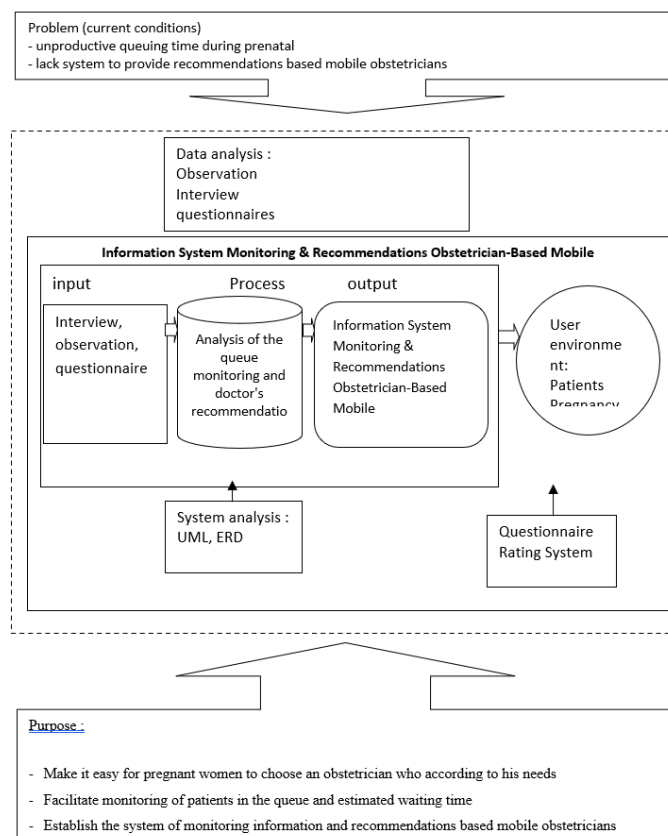 Problem (current conditions)
- unproductive queuing time during prenatal
- lack system to provide recommendations based mobile obstetricians
Data analysis :
Observation
Interview
questionnaires
Information System Monitoring & Recommendations Obstetrician-Based Mobile
input
Process
output
Interview,
observation,
questionnaire
Analysis of the
queue
monitoring and
doctor's
recommendatio
Information System
Monitoring &
Recommendations
Obstetrician-Based
Mobile
User
environme
nt:
Patients
Pregnancy
System analysis :
UML, ERD
Questionnaire
Rating System
Purpose :
- Make it easy for pregnant women to choose an obstetrician who according to his needs
- Facilitate monitoring of patients in the queue and estimated waiting time
- Establish the system of monitoring information and recommendations based mobile obstetricians